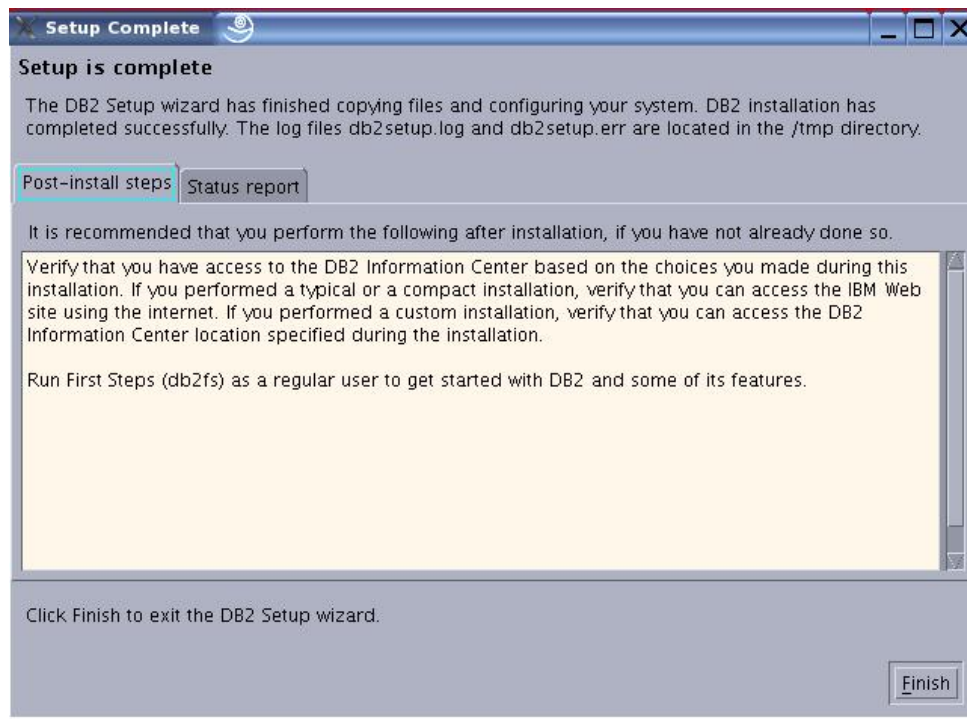 Setup Complete
Setup is complete
The DB2 Setup wizard has finished copying files and configuring your system. DB2 installation has
completed successfully. The log files db2setup.log and db2setup.err are located in the /tmp directory.
Post-install steps
Status report
It is recommended that you perform the following after installation, if you have not already done so.
Verify that you have access to the DB2 Information Center based on the choices you made during this
installation. If you performed a typical or a compact installation, verify that you can access the IBM Web
site using the internet. If you performed a custom installation, verify that you can access the DB2
Information Center location specified during the installation.
Run First Steps (db2fs) as a regular user to get started with DB2 and some of its features.
Click Finish to exit the DB2 Setup wizard.
Finish